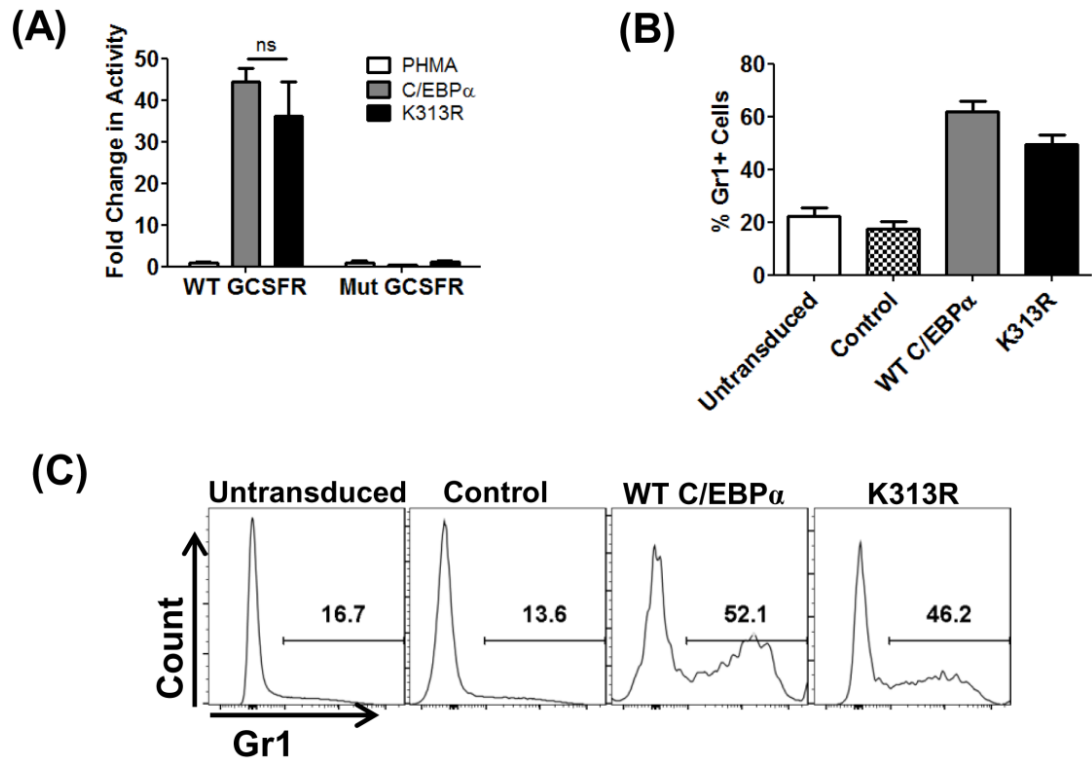 (A)
Fold Change in Activity
50
40
30
20
10
0
ns
PHMA
C/EBPα
K313R
WT GCSFR
Mut GCSFR
(B)
% Gr1+ Cells
80
60
40
20
0
Untransduced
Control
WT C/EBPα
K313R
(C)
Untransduced
Control
WT C/EBPα
K313R
16.7
13.6
52.1
46.2
Count
Gr1